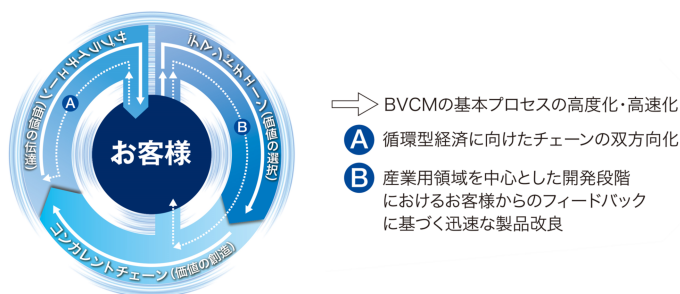 サプライチェーン(価値の伝達)
デマンドチェーン(価値の選択)
A
B
お客様
コンカレントチェーン(価値の創造)
BVCMの基本プロセスの高度化・高速化
A 循環型経済に向けたチェーンの双方向化
B 産業用領域を中心とした開発段階
におけるお客様からのフィードバック
に基づく迅速な製品改良